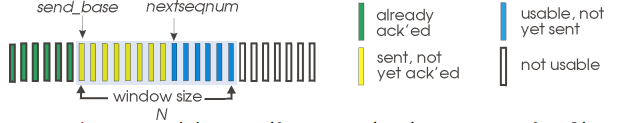 send_base nextseqnum
already
ack'ed
usable, not
yet sent
sent, not
yet ack'ed
not usable
window size
N